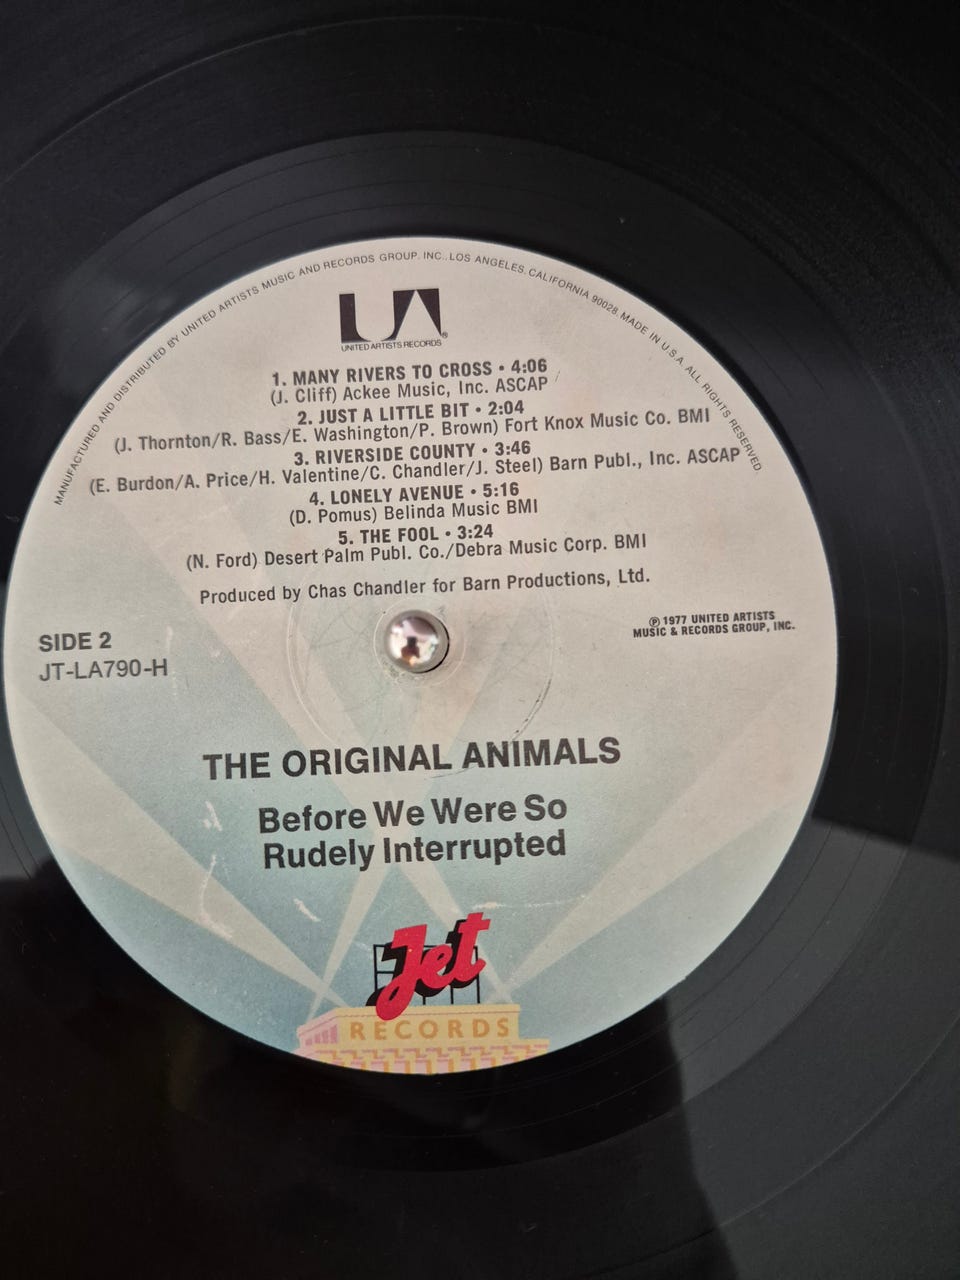 MANUFACTURED AND DISTRIBUTED BY UNITED ARTISTS MUSIC AND RECORDS GROUP. INC., LOS ANGELES. CALIFORNIA 90028. MADE IN U.S.A. ALL RIGHTS RESERVED.
UA
UNITED ARTISTS RECORDS®
1. MANY RIVERS TO CROSS • 4:06
(J. Cliff) Ackee Music, Inc. ASCAP
2. JUST A LITTLE BIT • 2:04
(J. Thornton/R. Bass/E. Washington/P. Brown) Fort Knox Music Co. BMI
3. RIVERSIDE COUNTY • 3:46
(E. Burdon/A. Price/H. Valentine/C. Chandler/J. Steel) Barn Publ., Inc. ASCAP
4. LONELY AVENUE • 5:16
(D. Pomus) Belinda Music BMI
5. THE FOOL • 3:24
(N. Ford) Desert Palm Publ. Co./Debra Music Corp. BMI
Produced by Chas Chandler for Barn Productions, Ltd.
℗ 1977 UNITED ARTISTS
MUSIC & RECORDS GROUP, INC.
SIDE 2
JT-LA790-H
THE ORIGINAL ANIMALS
Before We Were So
Rudely Interrupted
Jet
RECORDS